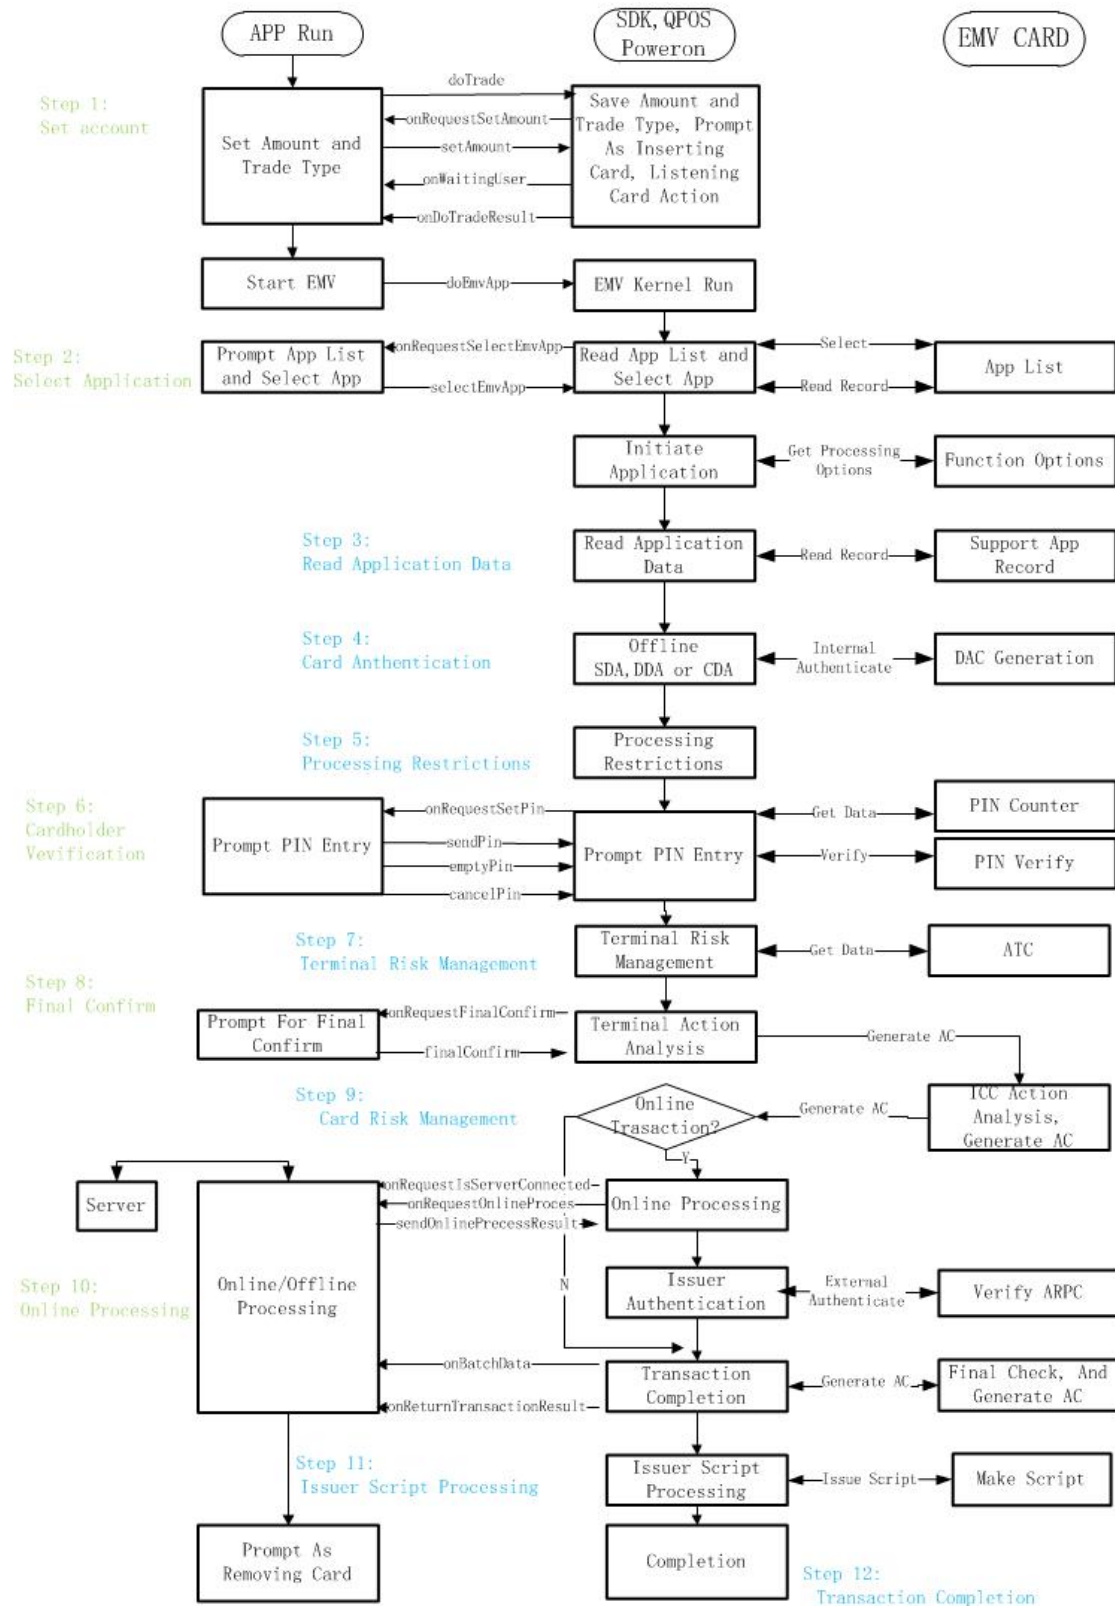 APP Run
SDK,QPOS
Poweron
EMV CARD
Step 1:
Set account
Set Amount and
Trade Type
doTrade
onRequestSetAmount
setAmount
onWaitingUser
onDoTradeResult
Save Amount and
Trade Type, Prompt
As Inserting
Card, Listening
Card Action
Start EMV
doEmvApp
EMV Kernel Run
Step 2:
Select Application
Prompt App List
and Select App
onRequestSelectEmvApp
selectEmvApp
Read App List and
Select App
Select
Read Record
App List
Initiate
Application
Get Processing
Options
Function Options
Step 3:
Read Application Data
Read Application
Data
Read Record
Support App
Record
Step 4:
Card Anthentication
Offline
SDA,DDA or CDA
Internal
Authenticate
DAC Generation
Step 5:
Processing Restrictions
Processing
Restrictions
Step 6:
Cardholder
Vevification
Prompt PIN Entry
onRequestSetPin
sendPin
emptyPin
cancelPin
Prompt PIN Entry
Get Data
Verify
PIN Counter
PIN Verify
Step 7:
Terminal Risk Management
Terminal Risk
Management
Get Data
ATC
Step 8:
Final Confirm
Prompt For Final
Confirm
onRequestFinalConfirm
finalConfirm
Terminal Action
Analysis
Generate AC
Step 9:
Card Risk Management
Online
Trasaction?
Generate AC
ICC Action
Analysis,
Generate AC
Y
N
Server
onRequestIsServerConnected
onRequestOnlineProces
sendOnlinePrecessResult
Online Processing
Step 10:
Online Processing
Online/Offline
Processing
Issuer
Authentication
External
Authenticate
Verify ARPC
onBatchData
onReturnTransactionResult
Transaction
Completion
Generate AC
Final Check, And
Generate AC
Step 11:
Issuer Script Processing
Issuer Script
Processing
Issue Script
Make Script
Prompt As
Removing Card
Completion
Step 12:
Transaction Completion